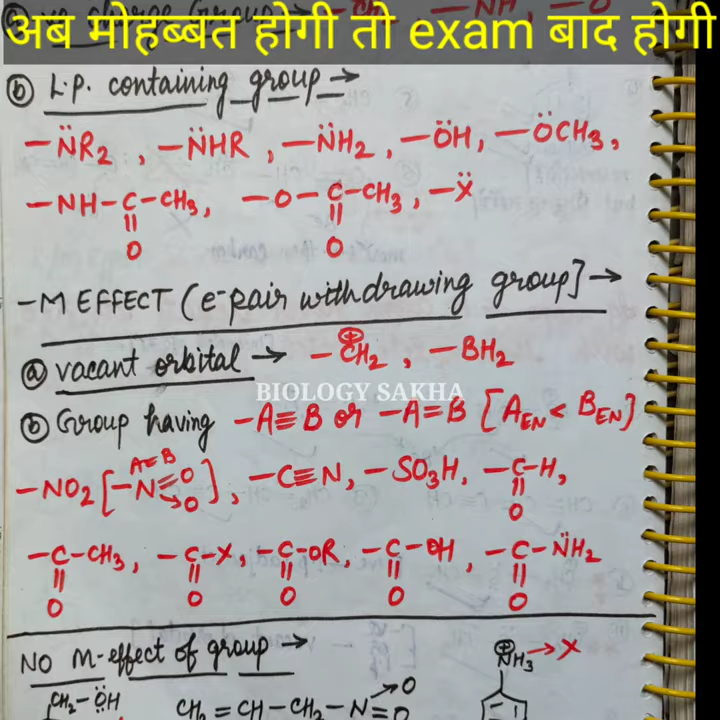 अब मोहब्बत होगी तो exam बाद होगी
ⓑ L.P. containing group →
—N̈R2 , —N̈HR , —N̈H2 , —ÖH, —ÖCH3,
—NH—C—CH3, —O—C—CH3, —Ẍ
|| ||
O O
—M EFFECT (e-pair withdrawing group] →
ⓐ vacant orbital → —C⊕H2 , —BH2
BIOLOGY SAKHA
ⓑ Group having —A≡B or —A=B [A_EN < B_EN]
A=B
—NO2 [—N=O →O ], —C≡N, —SO3H, —C—H,
||
O
—C—CH3, —C—X, —C—OR, —C—OH, —C—N̈H2
|| || || || ||
O O O O O
NO M-effect of group →
⊕NH3 → X
CH2—ÖH
CH2=CH—CH2—N=O
→O